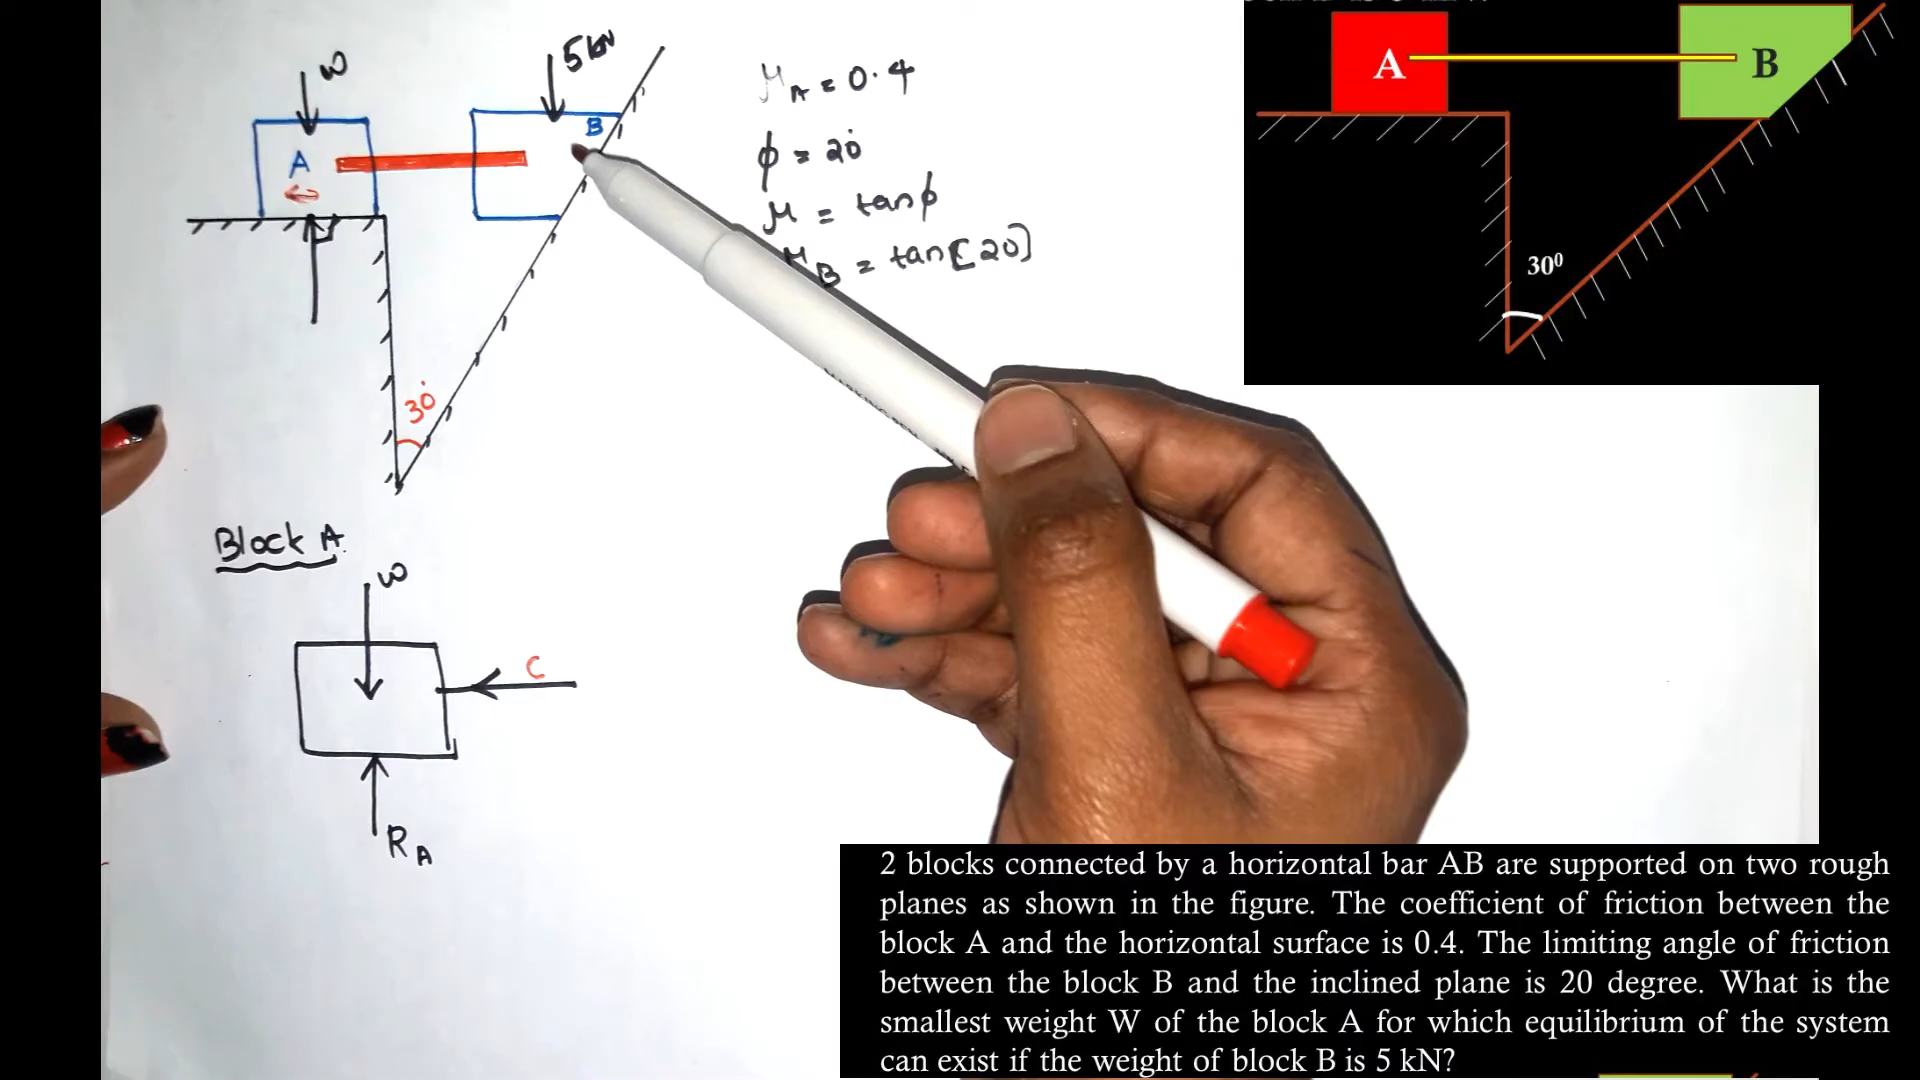 W
5kN
A
B
30°
μA = 0.4
ϕ = 20°
μ = tanϕ
μB = tan[20°]
A
B
30⁰
Block A.
W
C
RA
2 blocks connected by a horizontal bar AB are supported on two rough
planes as shown in the figure. The coefficient of friction between the
block A and the horizontal surface is 0.4. The limiting angle of friction
between the block B and the inclined plane is 20 degree. What is the
smallest weight W of the block A for which equilibrium of the system
can exist if the weight of block B is 5 kN?